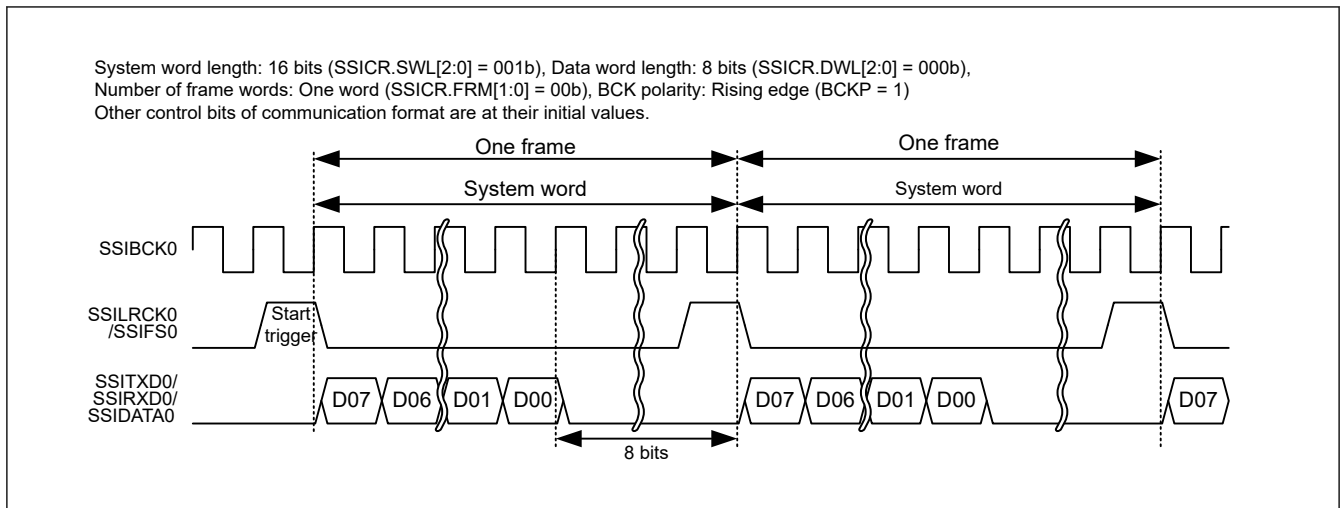 System word length: 16 bits (SSICR.SWL[2:0] = 001b), Data word length: 8 bits (SSICR.DWL[2:0] = 000b),
Number of frame words: One word (SSICR.FRM[1:0] = 00b), BCK polarity: Rising edge (BCKP = 1)
Other control bits of communication format are at their initial values.
One frame One frame
System word System word
SSIBCK0
SSILRCK0
/SSIFS0
Start
trigger
SSITXD0/
SSIRXD0/
SSIDATA0
D07 D06 D01 D00 D07 D06 D01 D00 D07
8 bits